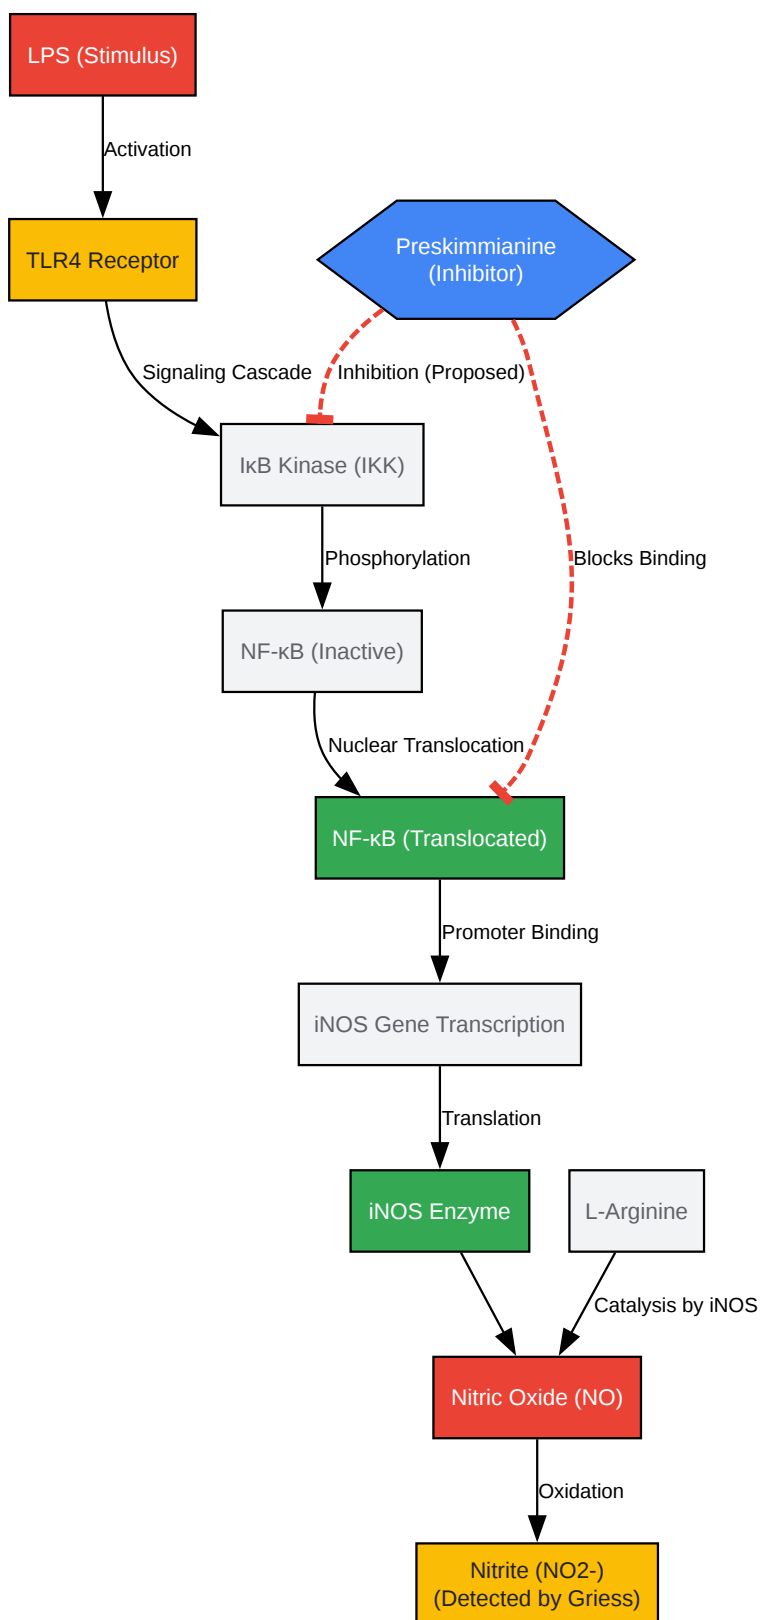 LPS (Stimulus)
Activation
TLR4 Receptor
Preskimmianine
(Inhibitor)
Signaling Cascade
Inhibition (Proposed)
IκB Kinase (IKK)
Phosphorylation
Blocks Binding
NF-κB (Inactive)
Nuclear Translocation
NF-κB (Translocated)
Promoter Binding
iNOS Gene Transcription
Translation
iNOS Enzyme
L-Arginine
Catalysis by iNOS
Nitric Oxide (NO)
Oxidation
Nitrite (NO2-)
(Detected by Griess)